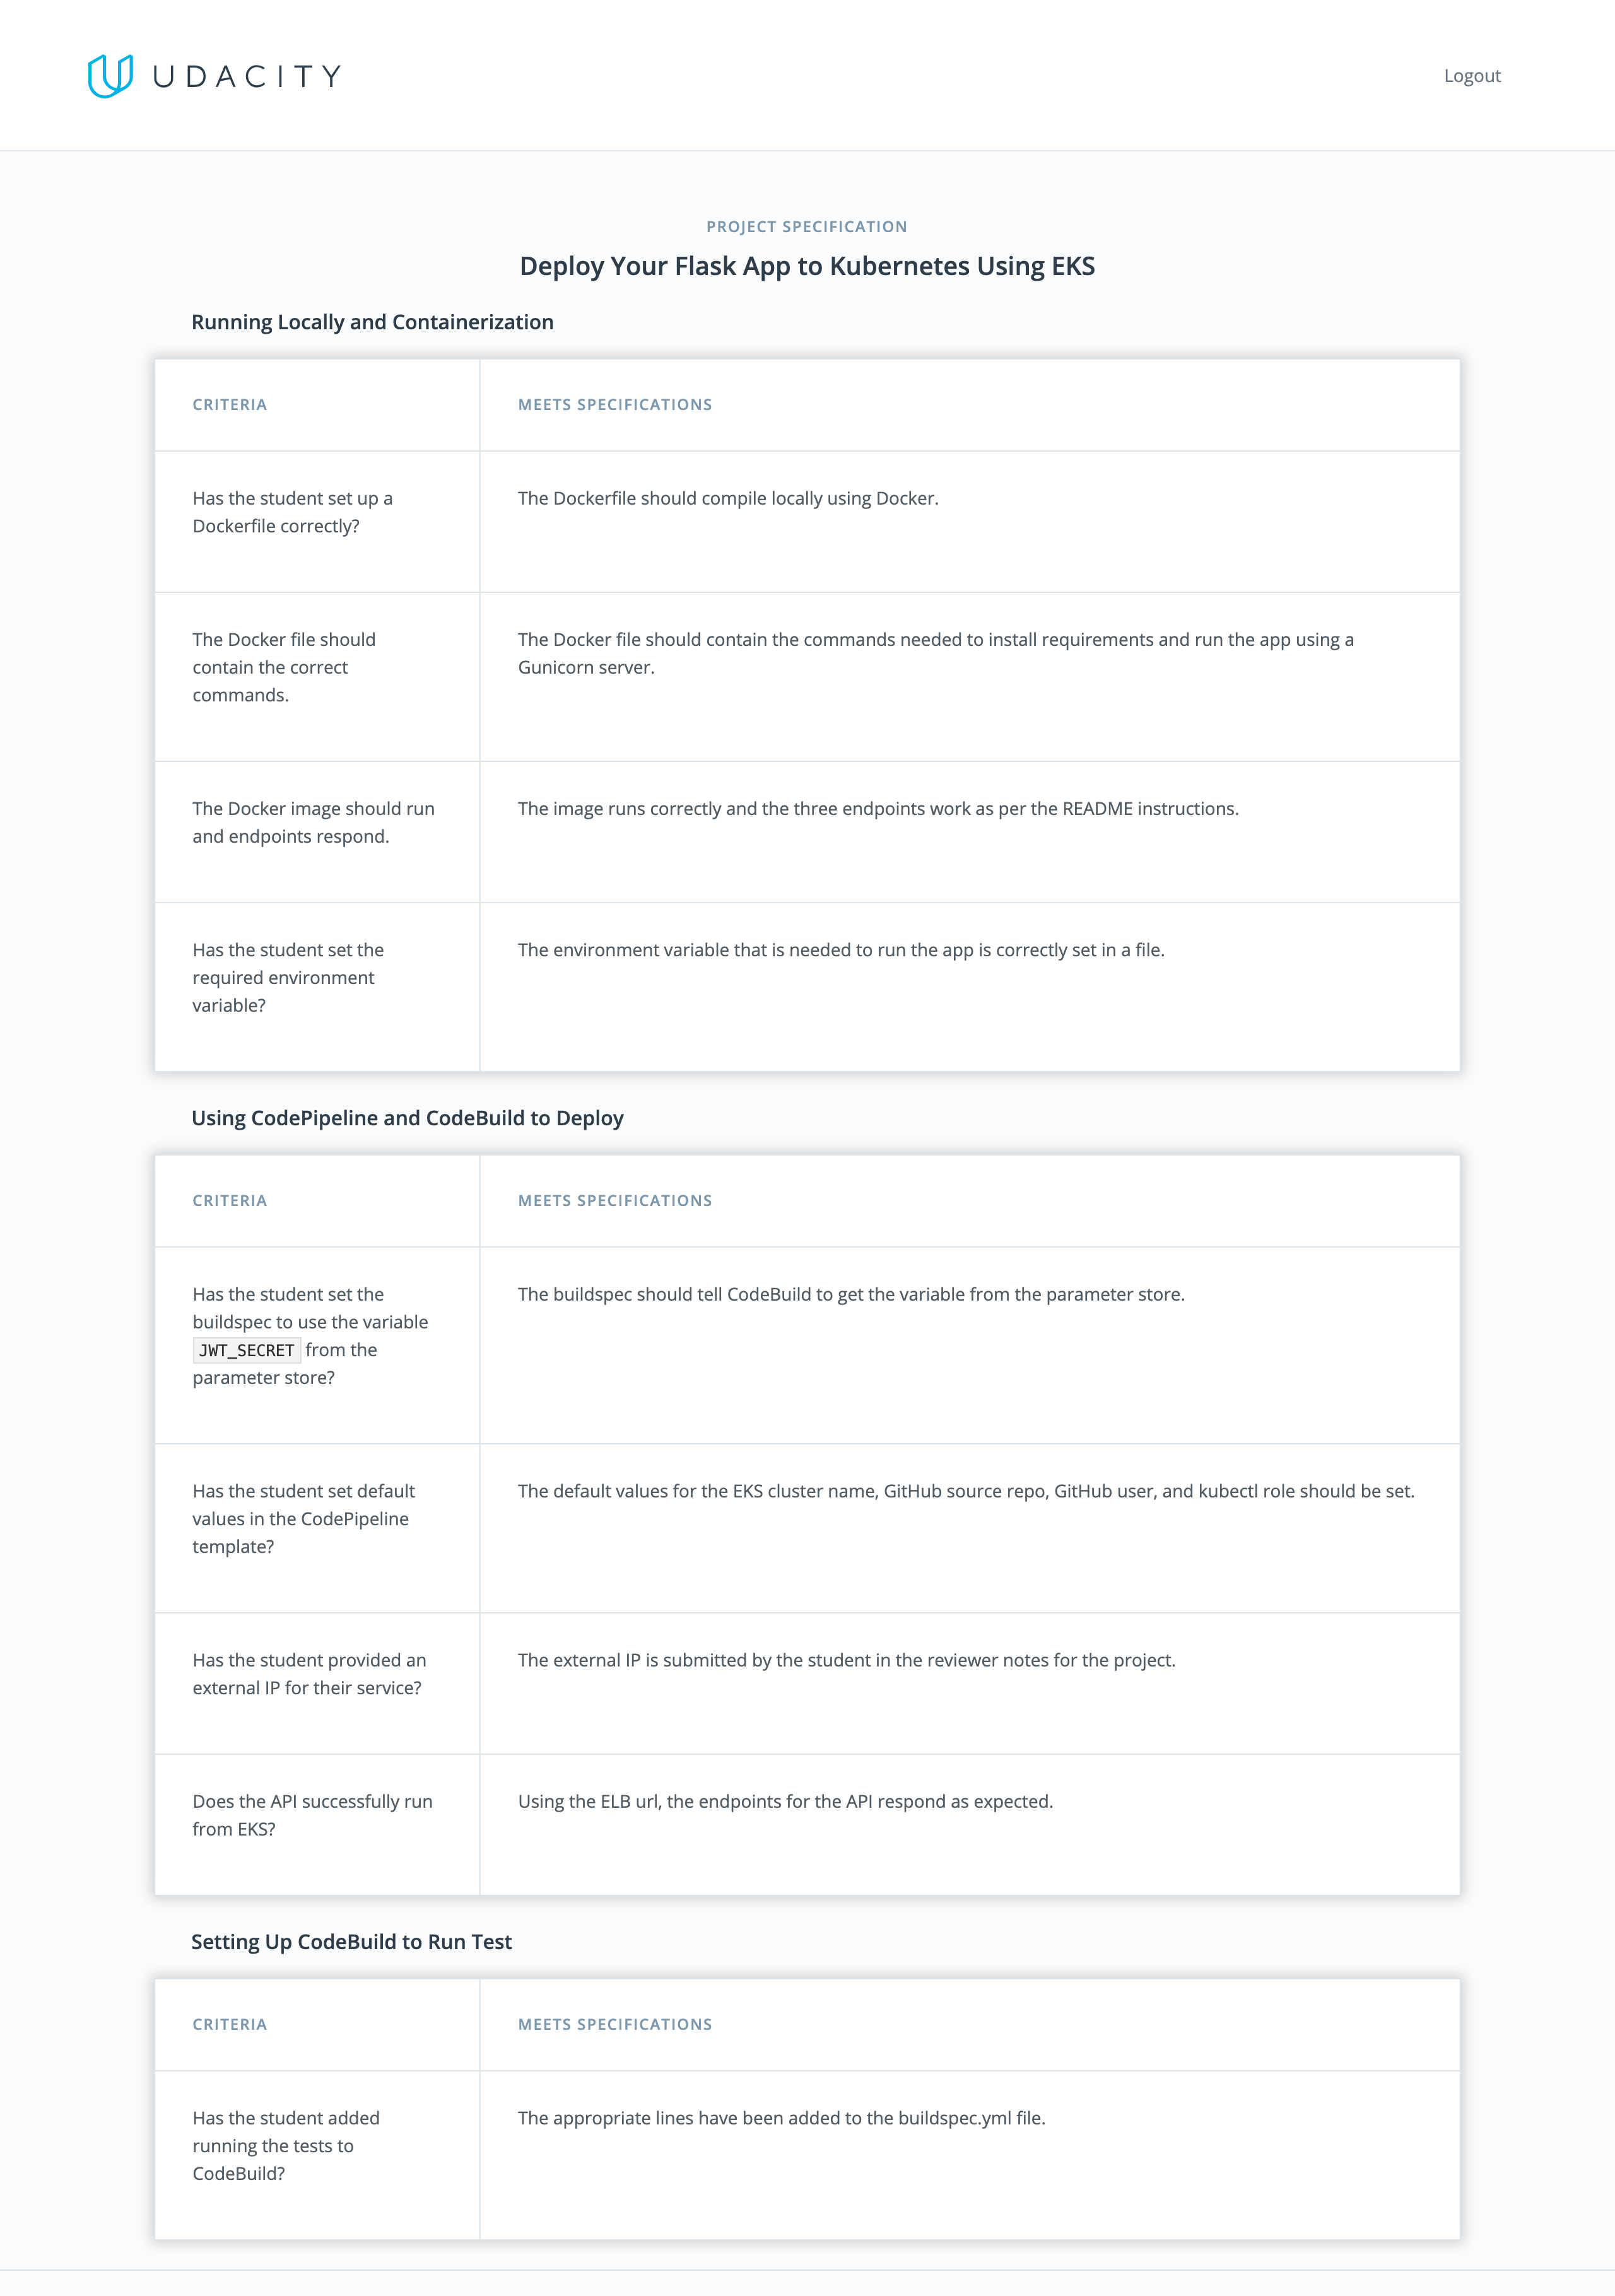 UDACITY
Logout
PROJECT SPECIFICATION
Deploy Your Flask App to Kubernetes Using EKS
Running Locally and Containerization
CRITERIA
MEETS SPECIFICATIONS
Has the student set up a
Dockerfile correctly?
The Dockerfile should compile locally using Docker.
The Docker file should
contain the correct
commands.
The Docker file should contain the commands needed to install requirements and run the app using a
Gunicorn server.
The Docker image should run
and endpoints respond.
The image runs correctly and the three endpoints work as per the README instructions.
Has the student set the
required environment
variable?
The environment variable that is needed to run the app is correctly set in a file.
Using CodePipeline and CodeBuild to Deploy
CRITERIA
MEETS SPECIFICATIONS
Has the student set the
buildspec to use the variable
JWT_SECRET from the
parameter store?
The buildspec should tell CodeBuild to get the variable from the parameter store.
Has the student set default
values in the CodePipeline
template?
The default values for the EKS cluster name, GitHub source repo, GitHub user, and kubectl role should be set.
Has the student provided an
external IP for their service?
The external IP is submitted by the student in the reviewer notes for the project.
Does the API successfully run
from EKS?
Using the ELB url, the endpoints for the API respond as expected.
Setting Up CodeBuild to Run Test
CRITERIA
MEETS SPECIFICATIONS
Has the student added
running the tests to
CodeBuild?
The appropriate lines have been added to the buildspec.yml file.